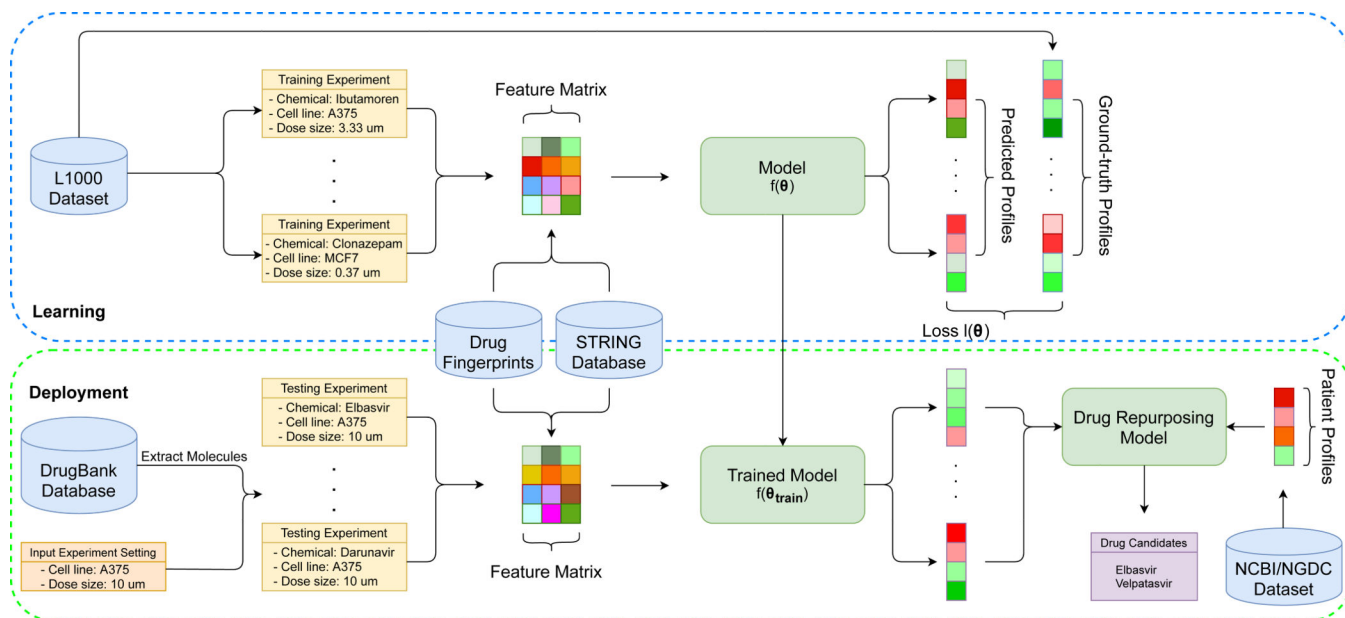 Training Experiment
- Chemical: Ibutamoren
- Cell line: A375
- Dose size: 3.33 um
L1000
Dataset
Training Experiment
- Chemical: Clonazepam
- Cell line: MCF7
- Dose size: 0.37 um
Feature Matrix
Model
f(θ)
Predicted Profiles
Ground-truth Profiles
Loss l(θ)
Learning
Drug
Fingerprints
STRING
Database
Deployment
DrugBank
Database
Extract Molecules
Input Experiment Setting
- Cell line: A375
- Dose size: 10 um
Testing Experiment
- Chemical: Elbasvir
- Cell line: A375
- Dose size: 10 um
Testing Experiment
- Chemical: Darunavir
- Cell line: A375
- Dose size: 10 um
Feature Matrix
Trained Model
f(θtrain)
Drug Repurposing
Model
Patient Profiles
Drug Candidates
Elbasvir
Velpatasvir
NCBI/NGDC
Dataset